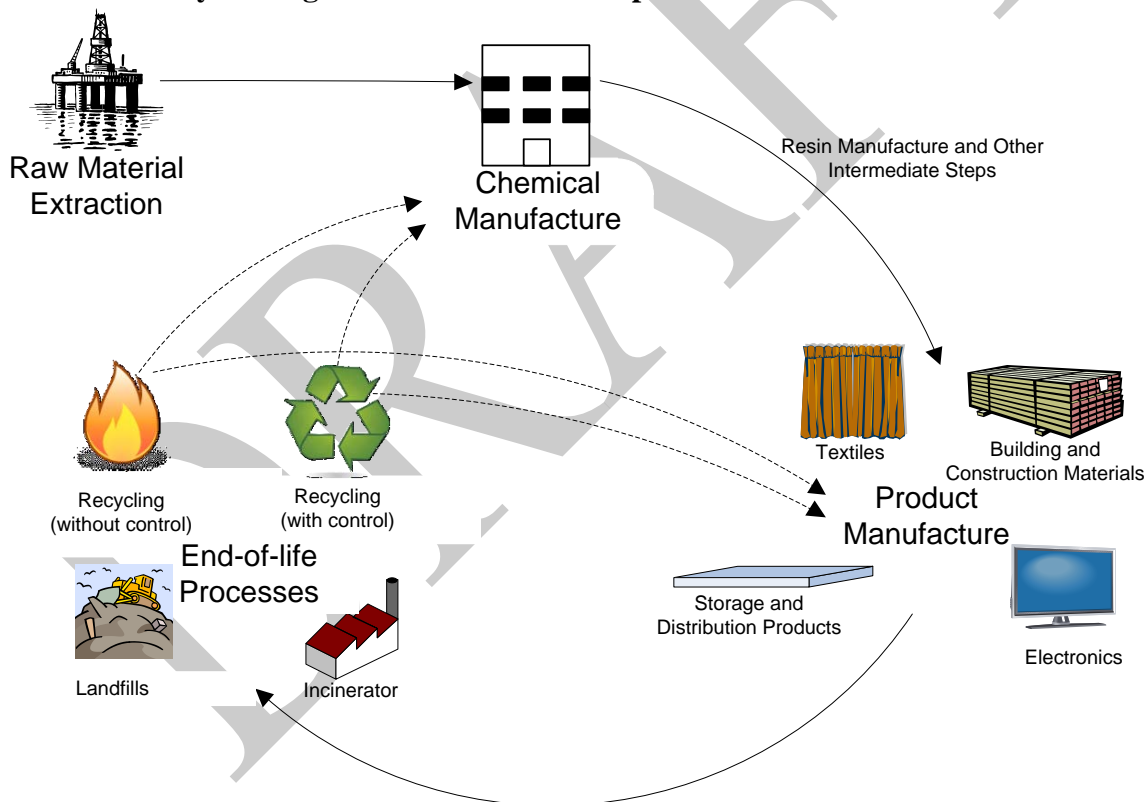 Raw Material
Extraction
Chemical
Manufacture
Resin Manufacture and Other
Intermediate Steps
Textiles
Building and
Construction Materials
Product
Manufacture
Recycling
(without control)
Recycling
(with control)
End-of-life
Processes
Storage and
Distribution Products
Electronics
Landfills
Incinerator
DRAFT